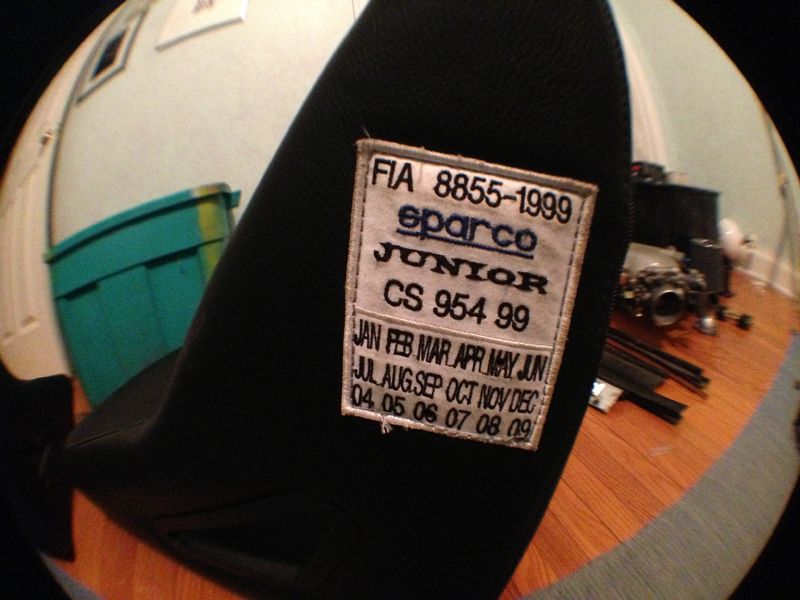 FIA 8855-1999
sparco
JUNIOR
CS 954 99
JAN FEB MAR.APR.MAY JUN
JUL AUG.SEP OCT NOV DEC
04 05 06 07 08 09